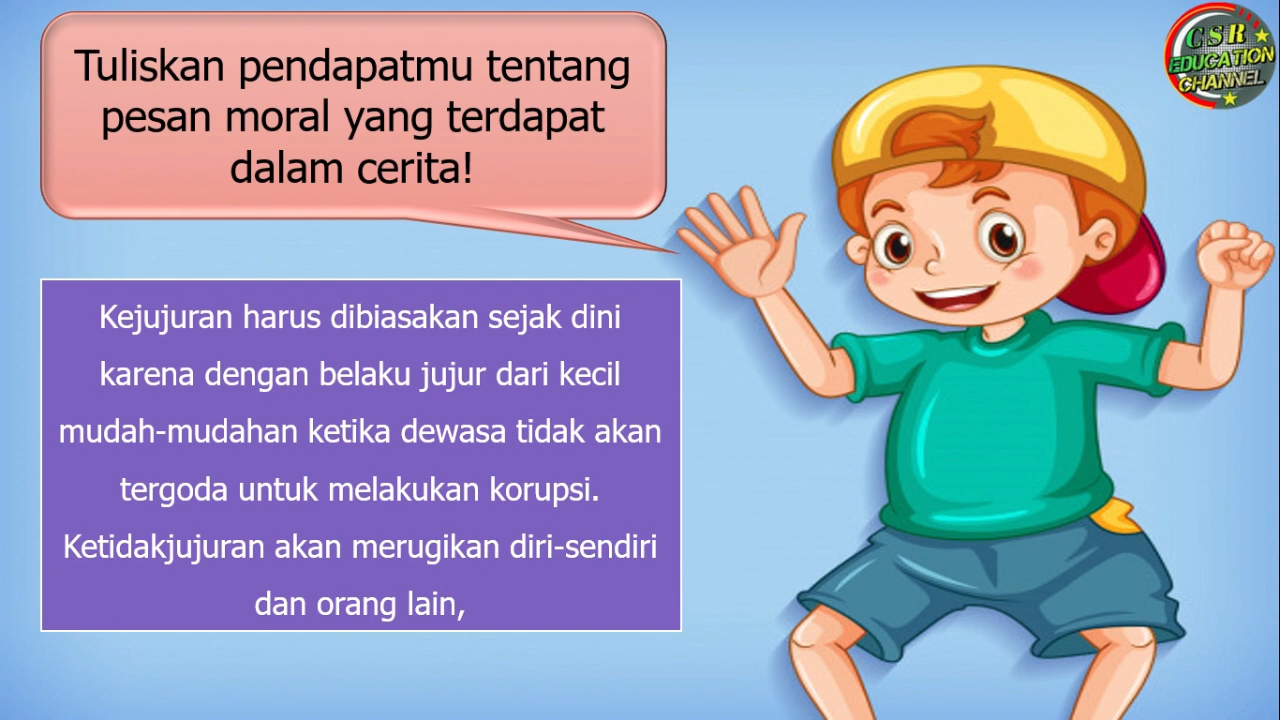 Tuliskan pendapatmu tentang
pesan moral yang terdapat
dalam cerita!
CSR
EDUCATION
CHANNEL
Kejujuran harus dibiasakan sejak dini
karena dengan belaku jujur dari kecil
mudah-mudahan ketika dewasa tidak akan
tergoda untuk melakukan korupsi.
Ketidakjujuran akan merugikan diri-sendiri
dan orang lain,